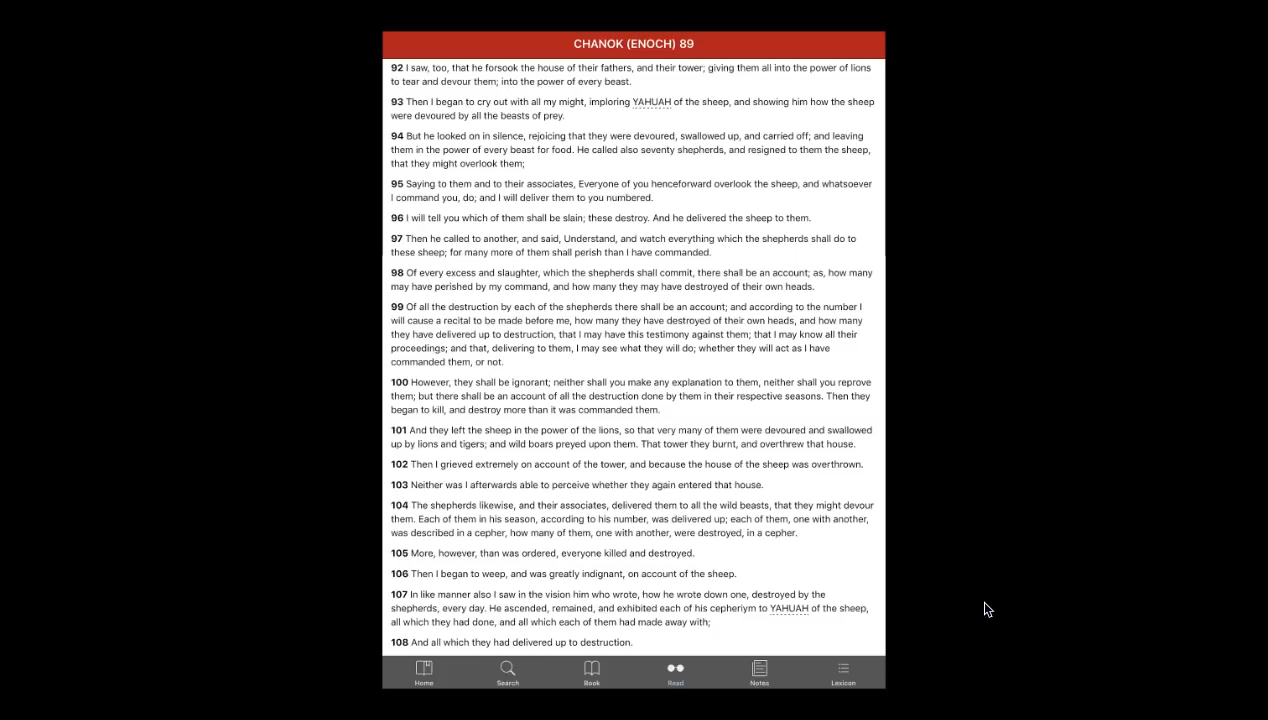 CHANOK (ENOCH) 89
92 I saw, too, that he forsook the house of their fathers, and their tower; giving them all into the power of lions
to tear and devour them; into the power of every beast.
93 Then I began to cry out with all my might, imploring YAHUAH of the sheep, and showing him how the sheep
were devoured by all the beasts of prey.
94 But he looked on in silence, rejoicing that they were devoured, swallowed up, and carried off; and leaving
them in the power of every beast for food. He called also seventy shepherds, and resigned to them the sheep,
that they might overlook them;
95 Saying to them and to their associates, Everyone of you henceforward overlook the sheep, and whatsoever
I command you, do; and I will deliver them to you numbered.
96 I will tell you which of them shall be slain; these destroy. And he delivered the sheep to them.
97 Then he called to another, and said, Understand, and watch everything which the shepherds shall do to
these sheep; for many more of them shall perish than I have commanded.
98 Of every excess and slaughter, which the shepherds shall commit, there shall be an account; as, how many
may have perished by my command, and how many they may have destroyed of their own heads.
99 Of all the destruction by each of the shepherds there shall be an account; and according to the number I
will cause a recital to be made before me, how many they have destroyed of their own heads, and how many
they have delivered up to destruction, that I may have this testimony against them; that I may know all their
proceedings; and that, delivering to them, I may see what they will do; whether they will act as I have
commanded them, or not.
100 However, they shall be ignorant; neither shall you make any explanation to them, neither shall you reprove
them; but there shall be an account of all the destruction done by them in their respective seasons. Then they
began to kill, and destroy more than it was commanded them.
101 And they left the sheep in the power of the lions, so that very many of them were devoured and swallowed
up by lions and tigers; and wild boars preyed upon them. That tower they burnt, and overthrew that house.
102 Then I grieved extremely on account of the tower, and because the house of the sheep was overthrown.
103 Neither was I afterwards able to perceive whether they again entered that house.
104 The shepherds likewise, and their associates, delivered them to all the wild beasts, that they might devour
them. Each of them in his season, according to his number, was delivered up; each of them, one with another,
was described in a cepher, how many of them, one with another, were destroyed, in a cepher.
105 More, however, than was ordered, everyone killed and destroyed.
106 Then I began to weep, and was greatly indignant, on account of the sheep.
107 In like manner also I saw in the vision him who wrote, how he wrote down one, destroyed by the
shepherds, every day. He ascended, remained, and exhibited each of his cepheriym to YAHUAH of the sheep,
all which they had done, and all which each of them had made away with;
108 And all which they had delivered up to destruction.
Home Search Book Read Notes Lexicon